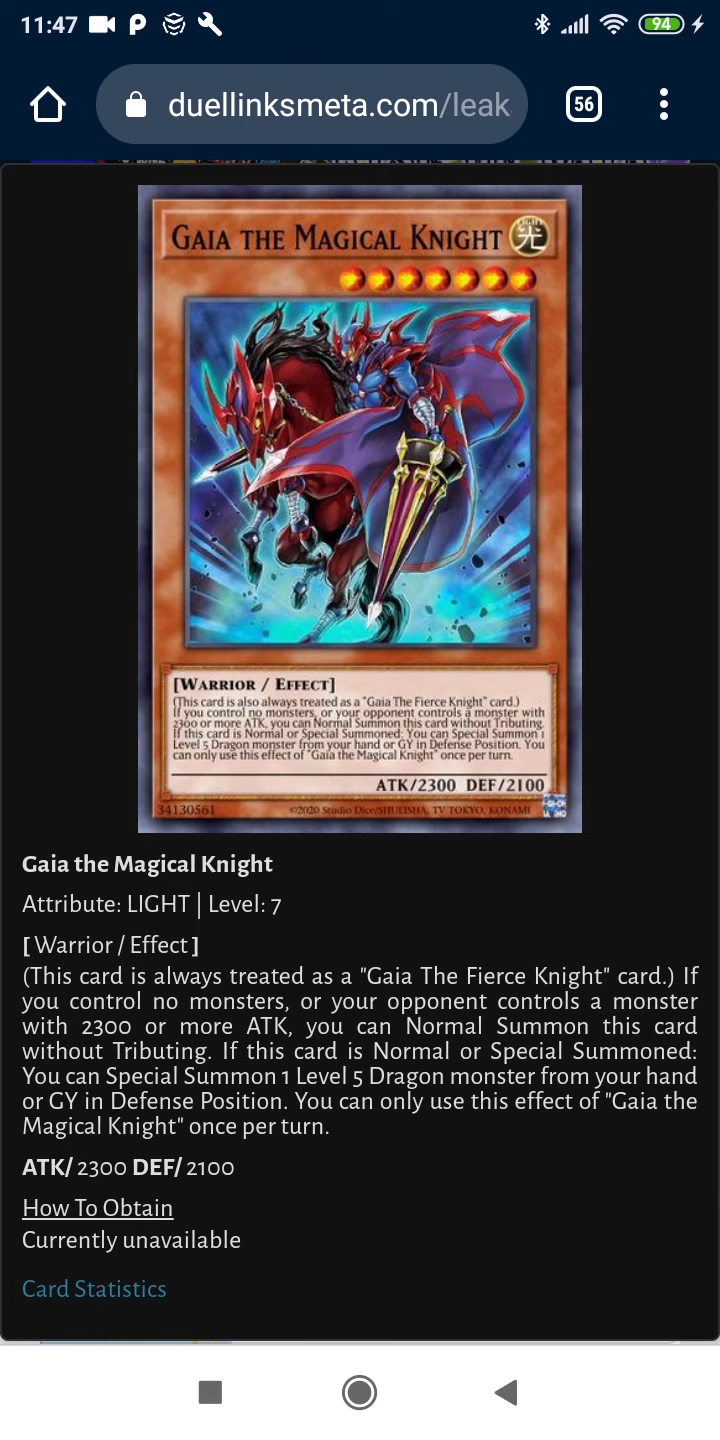 11:47
94
duellinksmeta.com/leak
56
GAIA THE MAGICAL KNIGHT
LIGHT
光
[WARRIOR / EFFECT]
(This card is also always treated as a "Gaia The Fierce Knight" card.)
If you control no monsters, or your opponent controls a monster with
2300 or more ATK, you can Normal Summon this card without Tributing.
If this card is Normal or Special Summoned: You can Special Summon 1
Level 5 Dragon monster from your hand or GY in Defense Position. You
can only use this effect of "Gaia the Magical Knight" once per turn.
ATK/2300 DEF/2100
34130561
©2020 Studio Dice/SHUEISHA, TV TOKYO, KONAMI
Gaia the Magical Knight
Attribute: LIGHT | Level: 7
[ Warrior / Effect ]
(This card is always treated as a "Gaia The Fierce Knight" card.) If
you control no monsters, or your opponent controls a monster
with 2300 or more ATK, you can Normal Summon this card
without Tributing. If this card is Normal or Special Summoned:
You can Special Summon 1 Level 5 Dragon monster from your hand
or GY in Defense Position. You can only use this effect of "Gaia the
Magical Knight" once per turn.
ATK/ 2300 DEF/ 2100
How To Obtain
Currently unavailable
Card Statistics